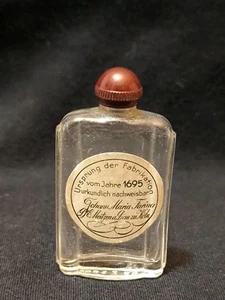 Ursprung der Fabrikation
vom Jahre 1695
urkundlich nachweisbar
Johann Maria Farina